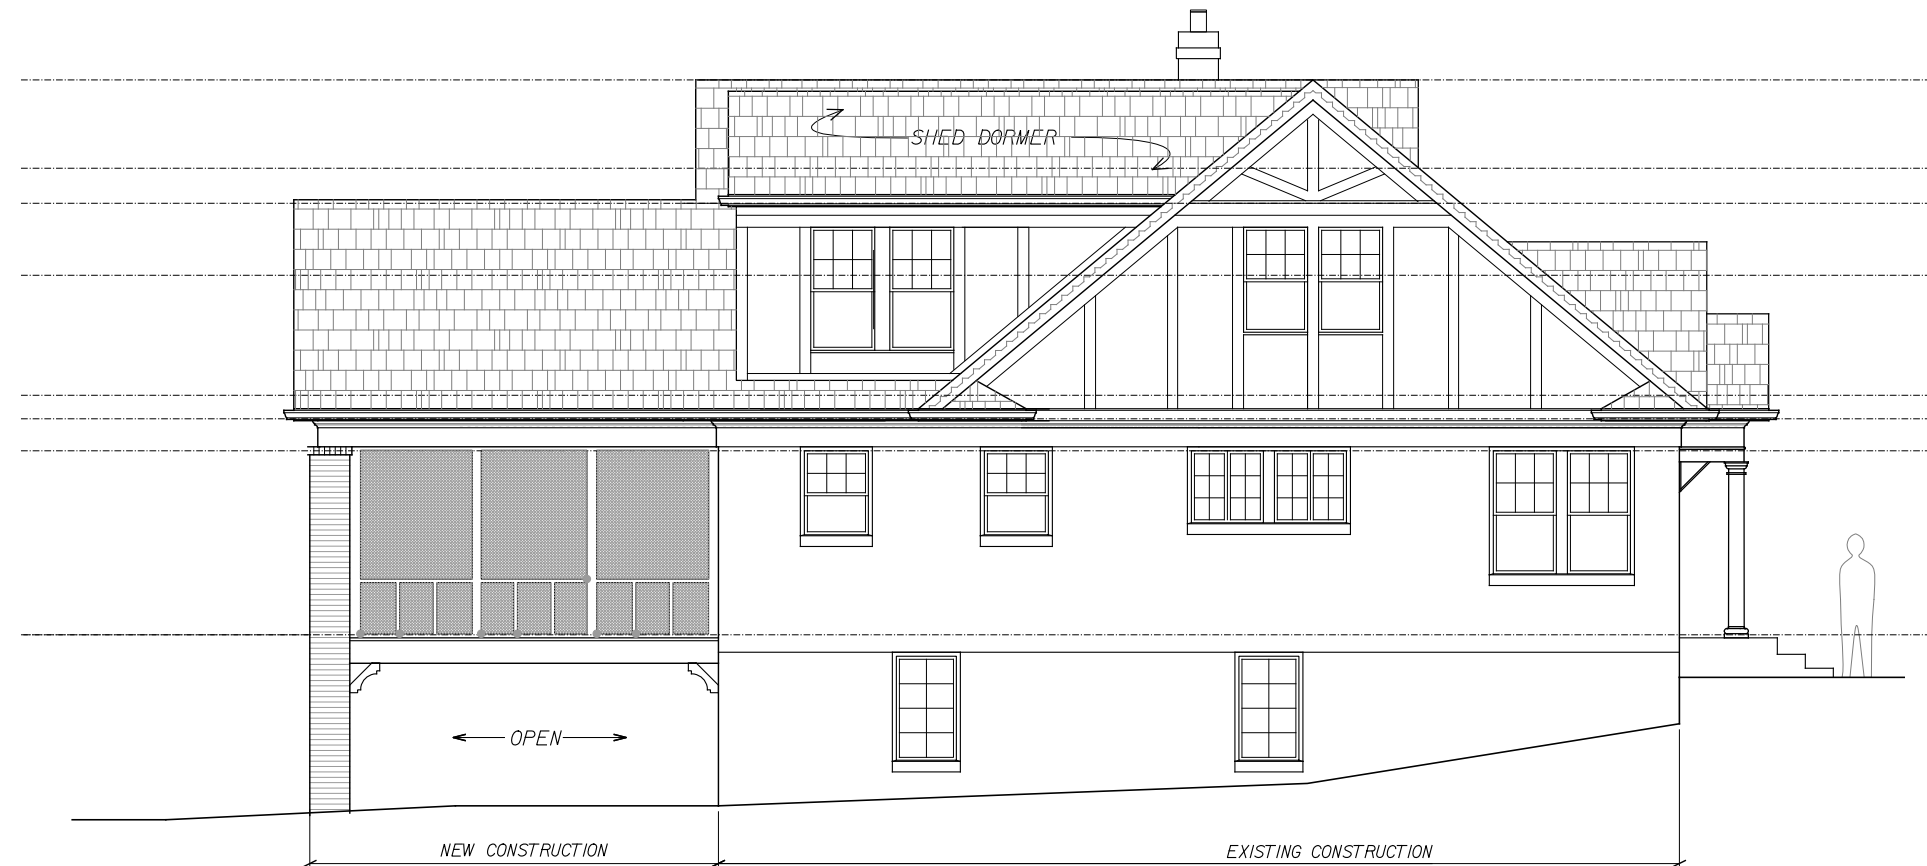 SHED DORMER
OPEN
NEW CONSTRUCTION
EXISTING CONSTRUCTION